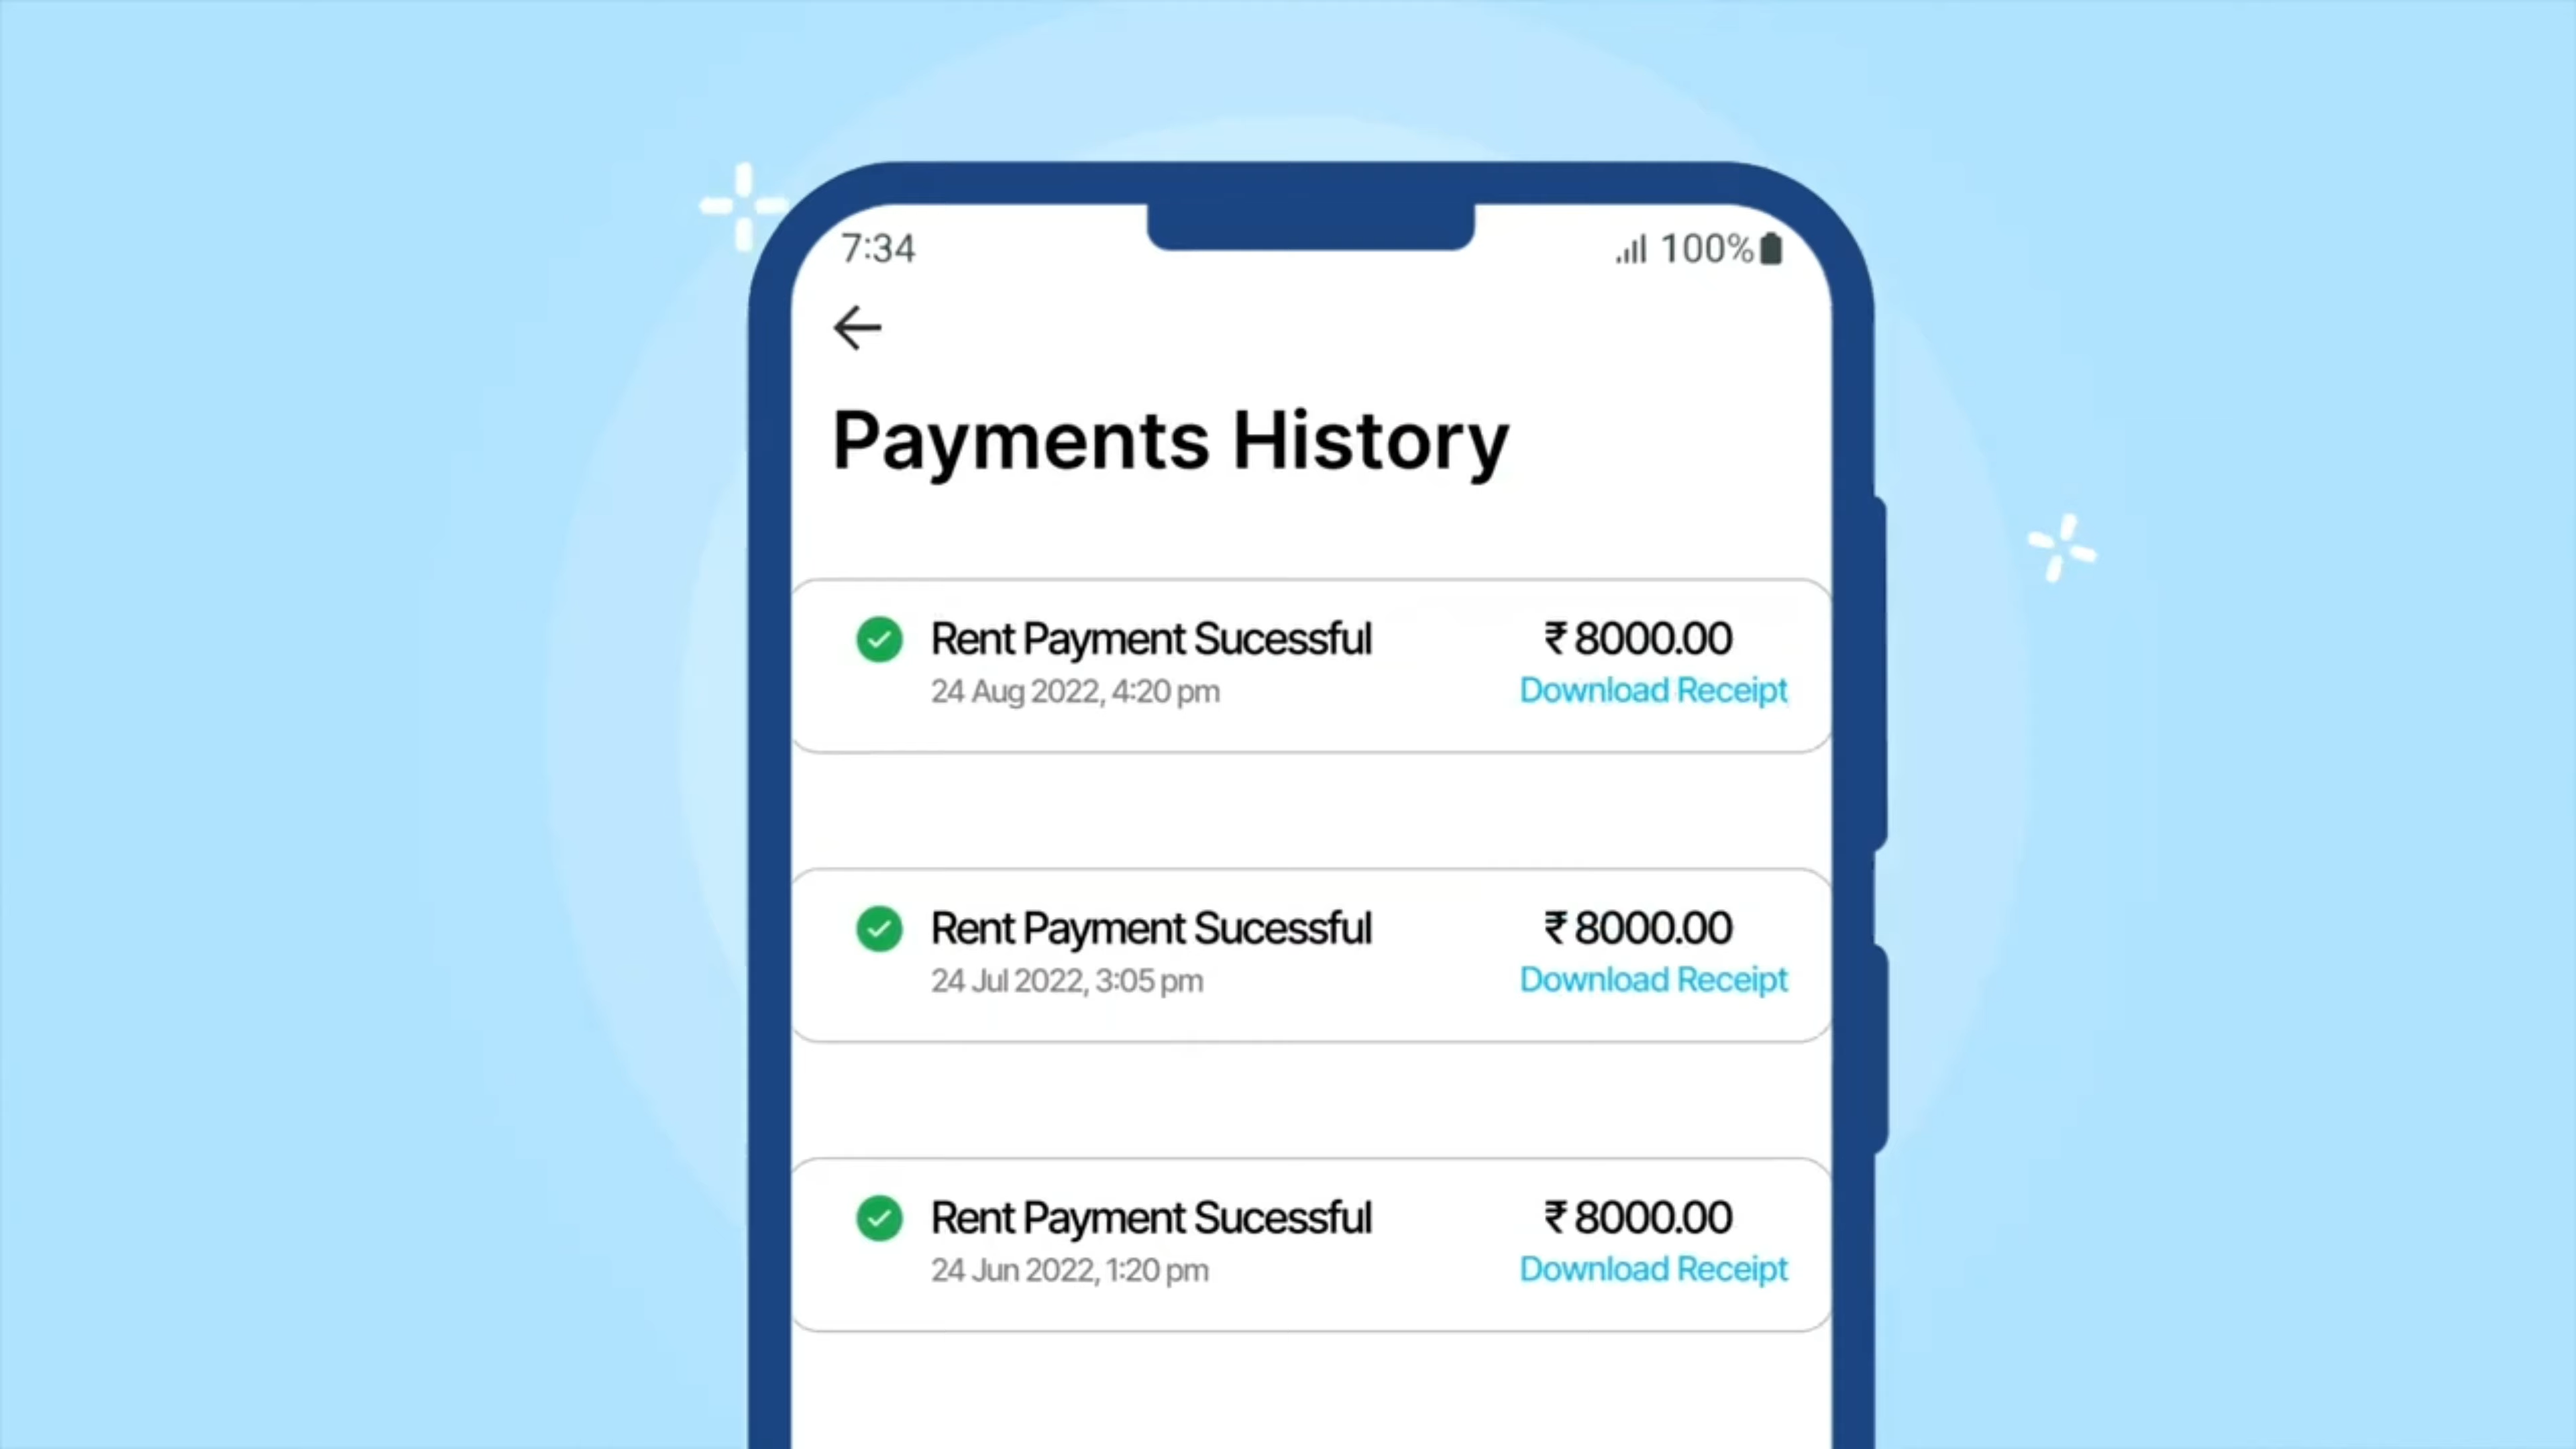 7:34 100%
Payments History
Rent Payment Sucessful ₹ 8000.00
24 Aug 2022, 4:20 pm Download Receipt
Rent Payment Sucessful ₹ 8000.00
24 Jul 2022, 3:05 pm Download Receipt
Rent Payment Sucessful ₹ 8000.00
24 Jun 2022, 1:20 pm Download Receipt